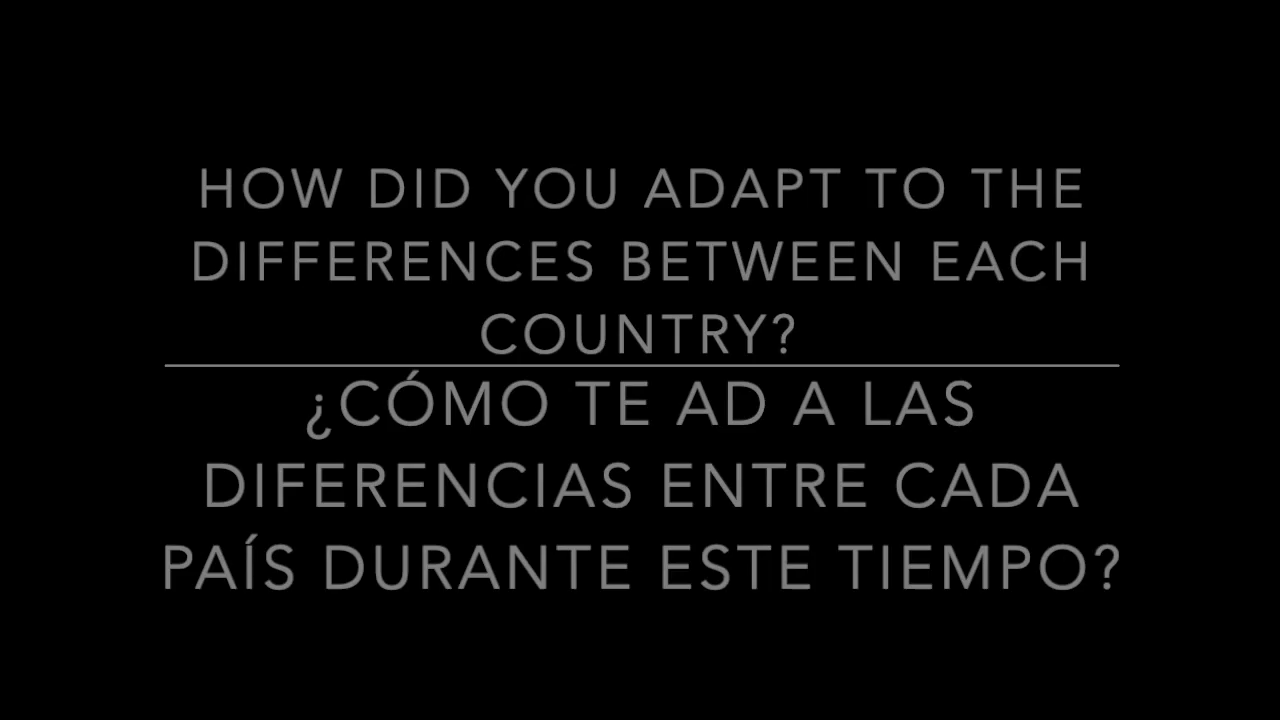 HOW DID YOU ADAPT TO THE
DIFFERENCES BETWEEN EACH
COUNTRY?
¿CÓMO TE AD A LAS
DIFERENCIAS ENTRE CADA
PAÍS DURANTE ESTE TIEMPO?